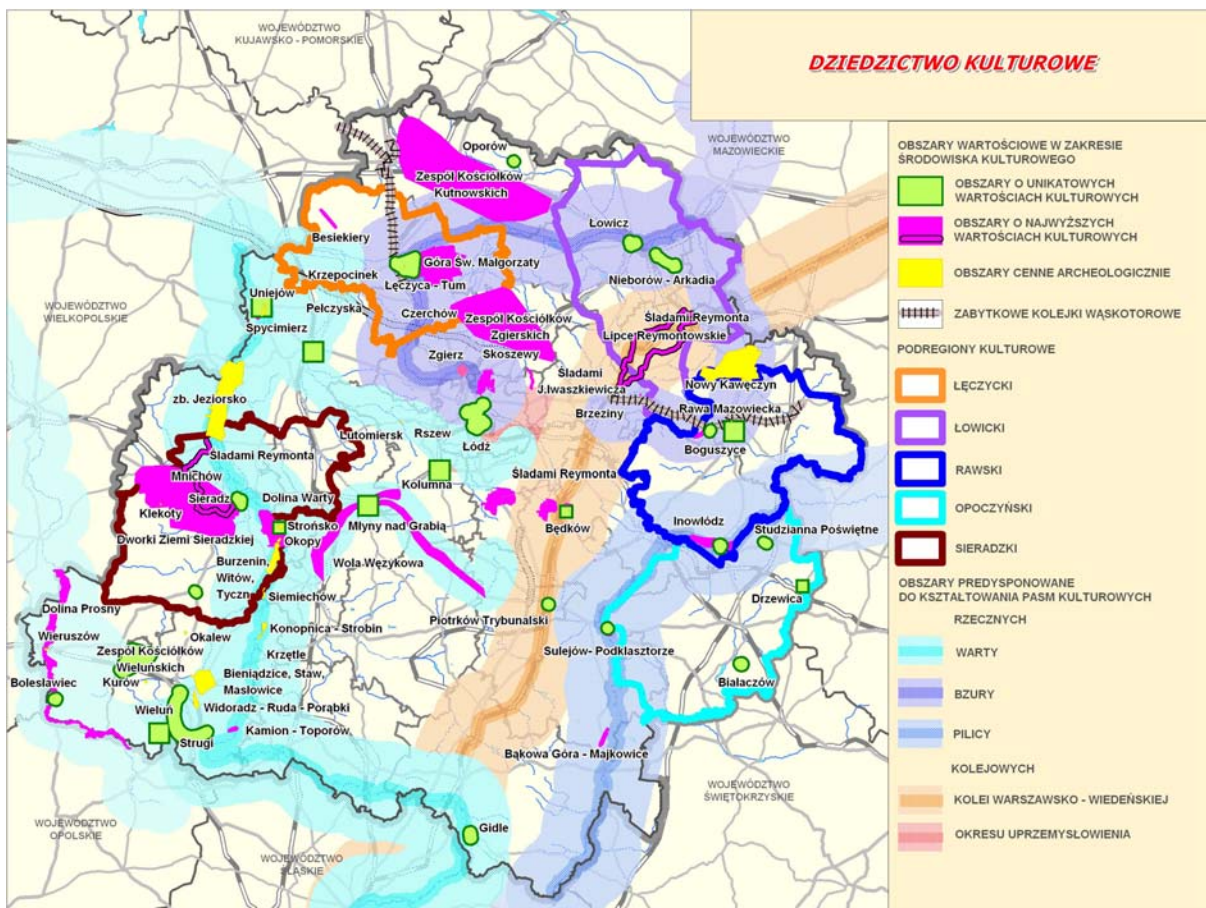 DZIEDZICTWO KULTUROWE
WOJEWÓDZTWO
KUJAWSKO - POMORSKIE
WOJEWÓDZTWO
MAZOWIECKIE
Oporów
Zespół Kościółków
Kutnowskich
Besiekiery
Łowicz
Krzepocinek
Góra Św. Małgorzaty
Łęczyca - Tum
Nieborów - Arkadia
WOJEWÓDZTWO
WIELKOPOLSKIE
Uniejów
Pełczyska
Spycimierz
Czerchów
Zespół Kościółków
Zgierskich
Śladami Reymonta
Lipce Reymontowskie
Zgierz
Skoszewy
Śladami
J.Iwaszkiewicza
Brzeziny
Nowy Kawęczyn
Rawa Mazowiecka
zb. Jeziorsko
Boguszyce
Lutomiersk
Rszew
Łódź
Śladami Reymonta
Mnichów
Sieradz
Kolumna
Śladami Reymonta
Klekoty
Dolina Warty
Strońsko
Młyny nad Grabią
Będków
Inowłódz
Studzianna Poświętne
Dworki Ziemi Sieradzkiej
Okopy
Burzenin,
Witów,
Tyczne
Wola Wężykowa
Siemiechów
Drzewica
Dolina Prosny
Wieruszów
Okalew
Konopnica - Strobin
Piotrków Trybunalski
Sulejów- Podklasztorze
Zespół Kościółków
Wieluńskich
Krzętle
Kurów
Bieniądzice, Staw,
Masłowice
Bolesławiec
Białaczów
Widoradz - Ruda - Porąbki
Wieluń
Kamion - Toporów
Strugi
Bąkowa Góra - Majkowice
WOJEWÓDZTWO
ŚWIĘTOKRZYSKIE
WOJEWÓDZTWO
OPOLSKIE
Gidle
WOJEWÓDZTWO
ŚLĄSKIE
OBSZARY WARTOŚCIOWE W ZAKRESIE
ŚRODOWISKA KULTUROWEGO
OBSZARY O UNIKATOWYCH
WARTOŚCIACH KULTUROWYCH
OBSZARY O NAJWYŻSZYCH
WARTOŚCIACH KULTUROWYCH
OBSZARY CENNE ARCHEOLOGICZNIE
ZABYTKOWE KOLEJKI WĄSKOTOROWE
PODREGIONY KULTUROWE
ŁĘCZYCKI
ŁOWICKI
RAWSKI
OPOCZYŃSKI
SIERADZKI
OBSZARY PREDYSPONOWANE
DO KSZTAŁTOWANIA PASM KULTUROWYCH
RZECZNYCH
WARTY
BZURY
PILICY
KOLEJOWYCH
KOLEI WARSZAWSKO - WIEDEŃSKIEJ
OKRESU UPRZEMYSŁOWIENIA